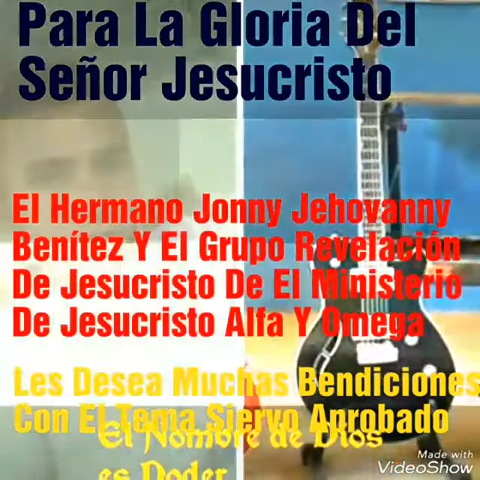 Para La Gloria Del
Señor Jesucristo
El Hermano Jonny Jehovanny
Benítez Y El Grupo Revelación
De Jesucristo De El Ministerio
De Jesucristo Alfa Y Omega
Les Desea Muchas Bendiciones
Con El Tema Siervo Aprobado
El Nombre de Dios
es Poder
Made with
VideoShow